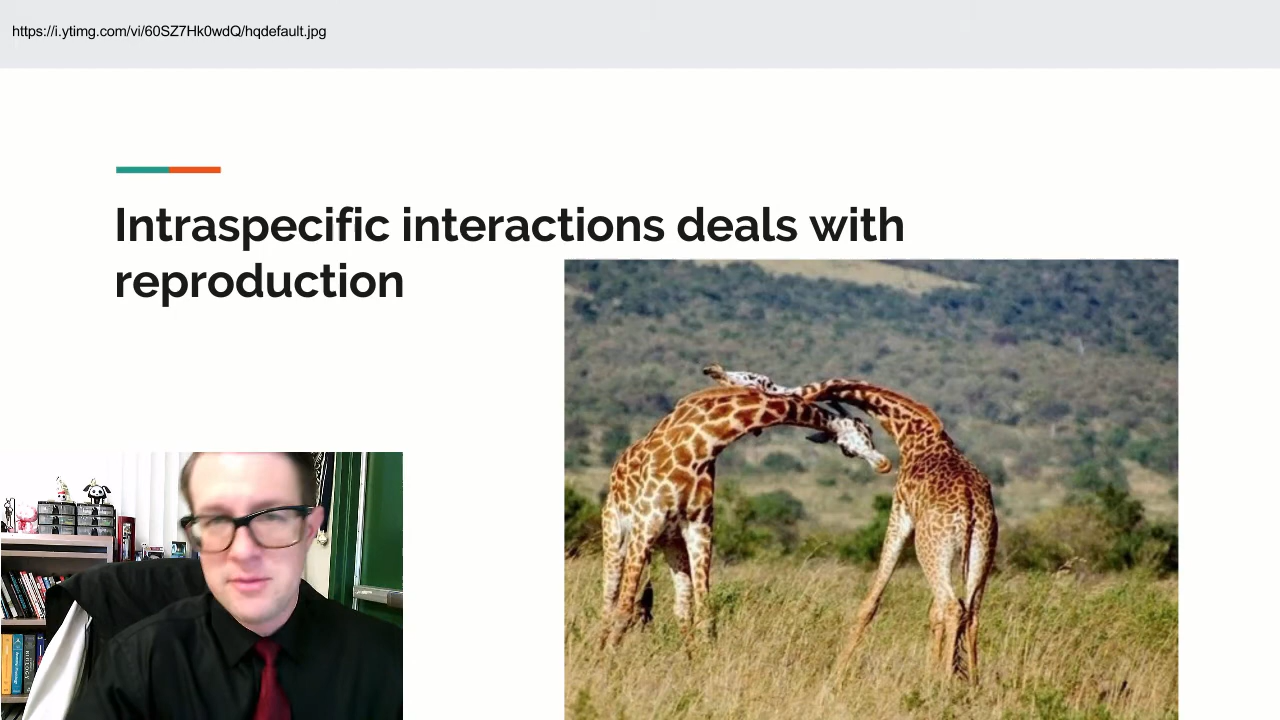 https://i.ytimg.com/vi/60SZ7Hk0wdQ/hqdefault.jpg
Intraspecific interactions deals with
reproduction